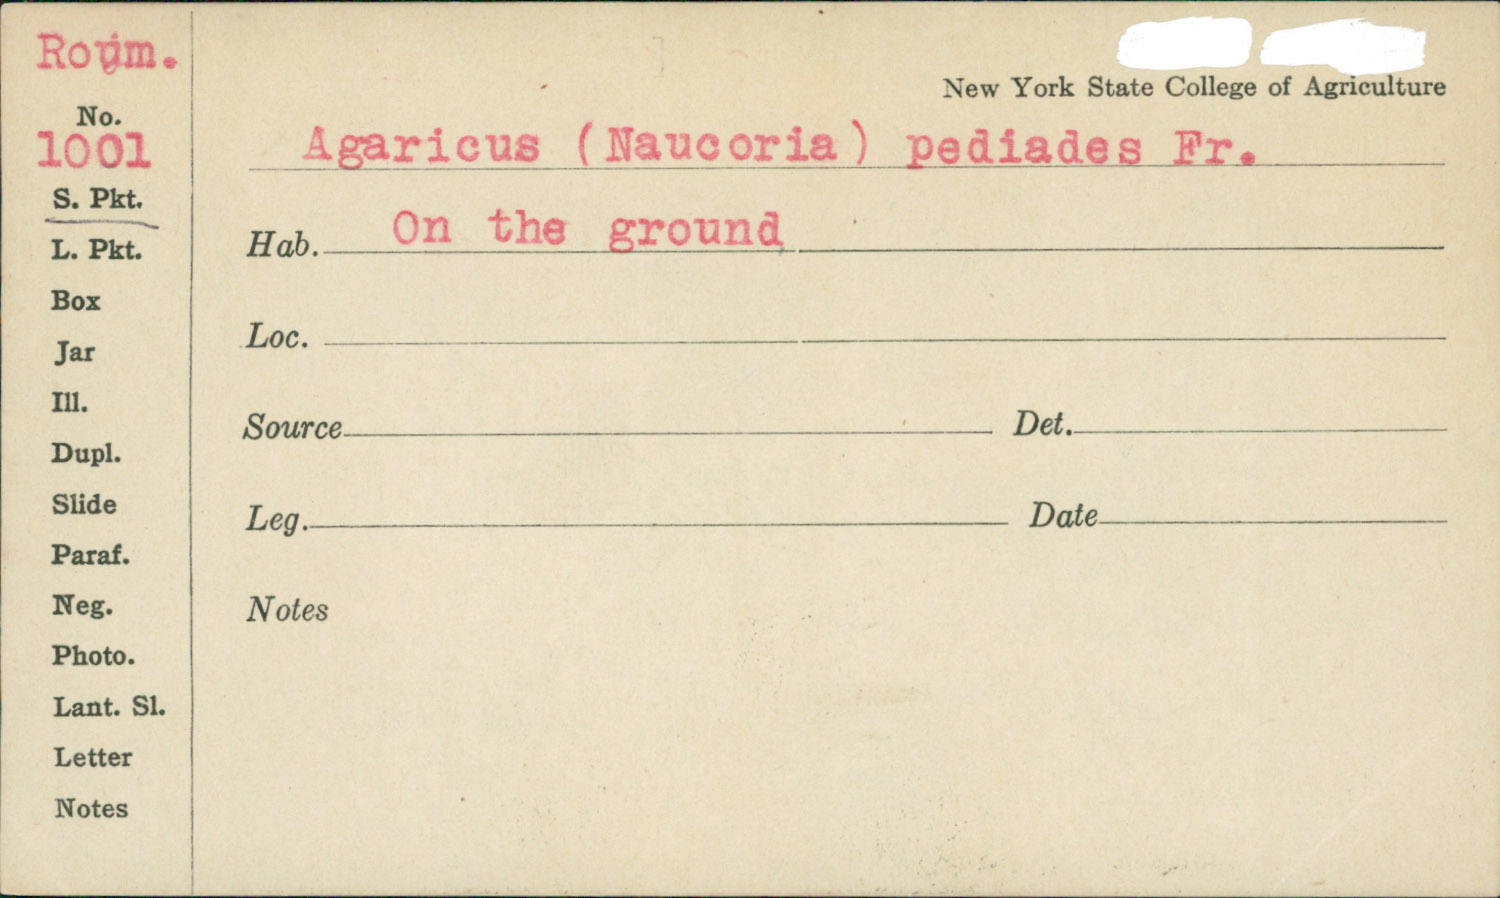 Roum.
No.
1001
S. Pkt.
L. Pkt.
Box
Jar
Ill.
Dupl.
Slide
Paraf.
Neg.
Photo.
Lant. Sl.
Letter
Notes
New York State College of Agriculture
Agaricus (Naucoria) pediades Fr.
Hab. On the ground
Loc.
Source Det.
Leg. Date
Notes